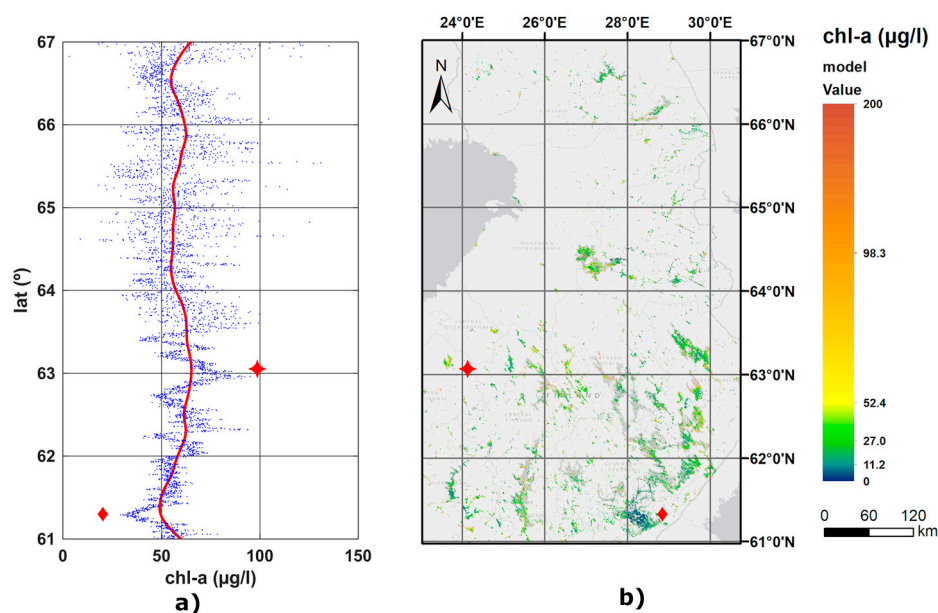 67
66
65
64
63
62
61
lat (º)
0 50 100 150
chl-a (µg/l)
a)
24°0'E 26°0'E 28°0'E 30°0'E
N
67°0'N
66°0'N
65°0'N
64°0'N
63°0'N
62°0'N
61°0'N
b)
chl-a (µg/l)
model
Value
200
98.3
52.4
27.0
11.2
0
0 60 120
km